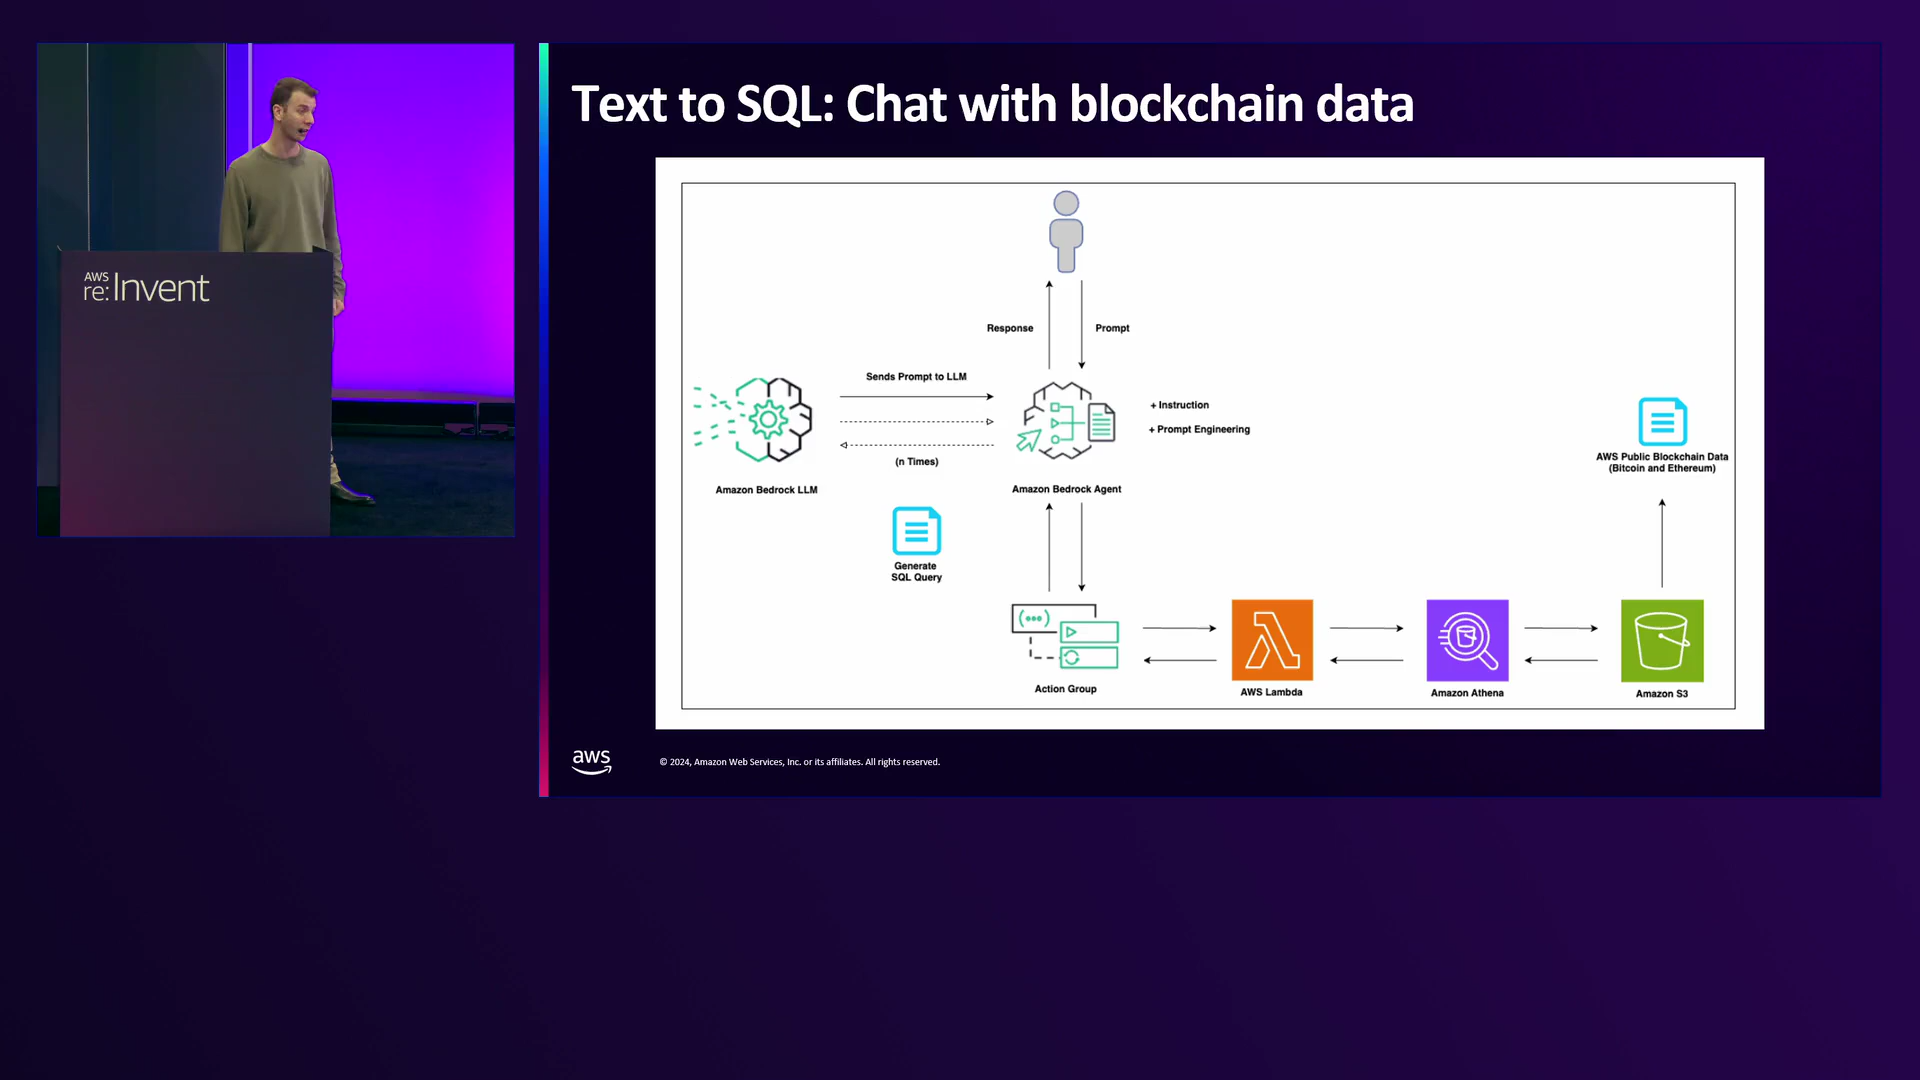 AWS
re:Invent
Text to SQL: Chat with blockchain data
Response
Prompt
Sends Prompt to LLM
(n Times)
+ Instruction
+ Prompt Engineering
Amazon Bedrock LLM
Amazon Bedrock Agent
AWS Public Blockchain Data
(Bitcoin and Ethereum)
Generate
SQL Query
Action Group
AWS Lambda
Amazon Athena
Amazon S3
aws
© 2024, Amazon Web Services, Inc. or its affiliates. All rights reserved.